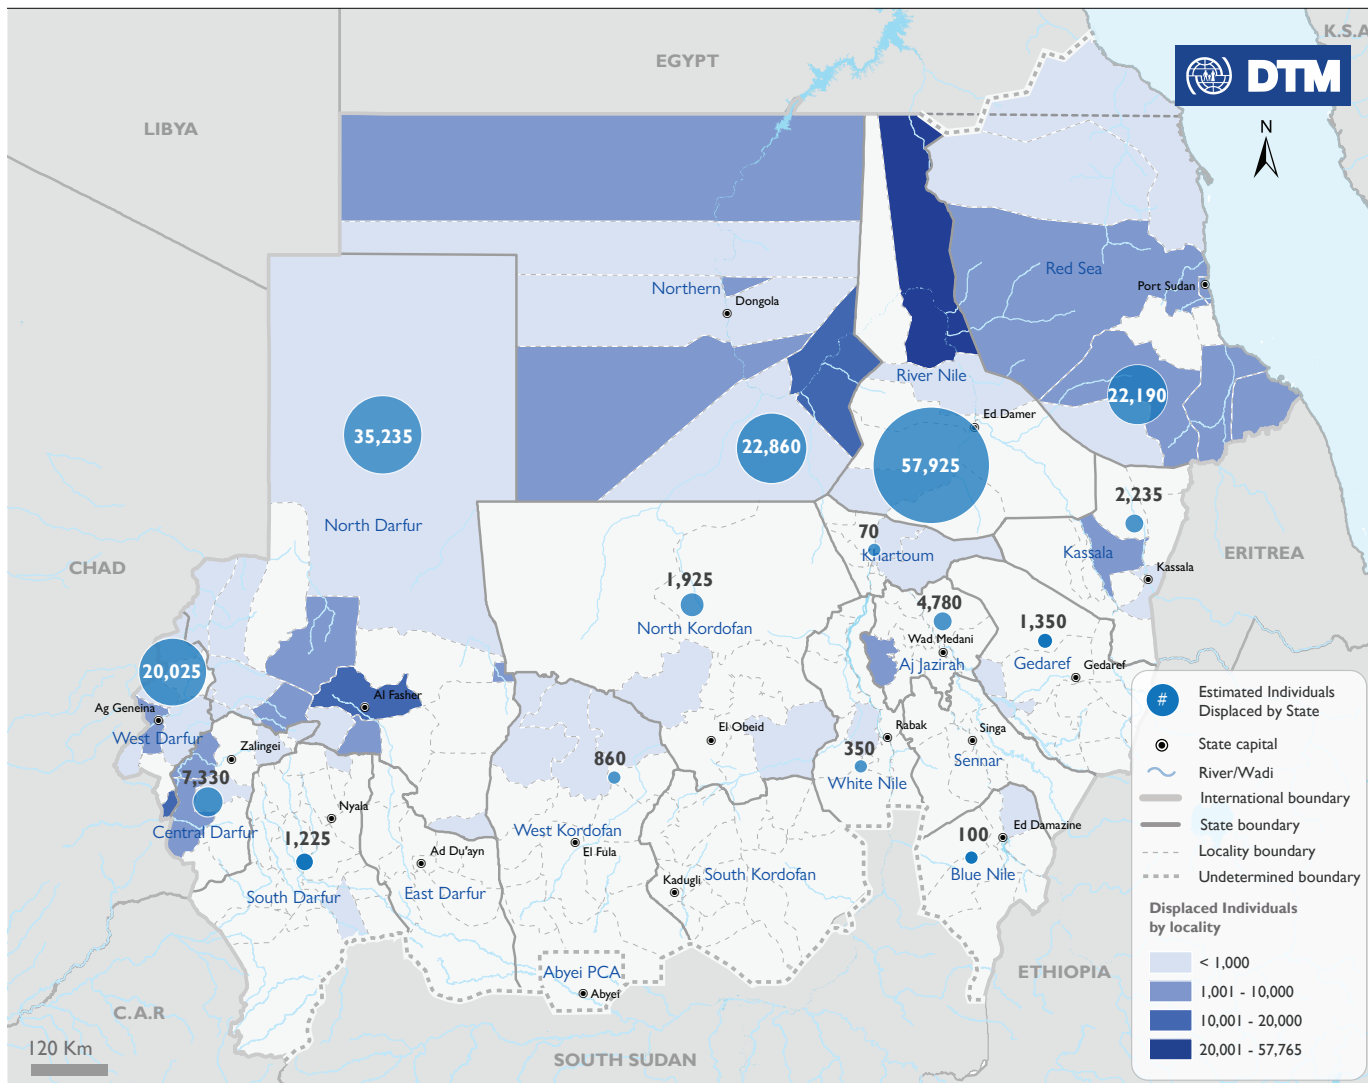 EGYPT
K.S.A
DTM
LIBYA
N
Red Sea
Port Sudan
Northern
Dongola
River Nile
22,190
Ed Damer
35,235
22,860
57,925
2,235
North Darfur
70
Khartoum
Kassala
ERITREA
CHAD
Kassala
1,925
4,780
1,350
North Kordofan
Wad Medani
Aj Jazirah
Gedaref
Gedaref
20,025
Al Fasher
Ag Geneina
West Darfur
El Obeid
Rabak
Singa
Zalingei
860
350
Sennar
7,330
White Nile
Nyala
Central Darfur
West Kordofan
Ed Damazine
1,225
El Fula
100
Ad Du'ayn
South Kordofan
Blue Nile
Kadugli
South Darfur
East Darfur
Abyei PCA
Abyei
ETHIOPIA
C.A.R
120 Km
SOUTH SUDAN
#
Estimated Individuals
Displaced by State
State capital
River/Wadi
International boundary
State boundary
Locality boundary
Undetermined boundary
Displaced Individuals
by locality
< 1,000
1,001 - 10,000
10,001 - 20,000
20,001 - 57,765